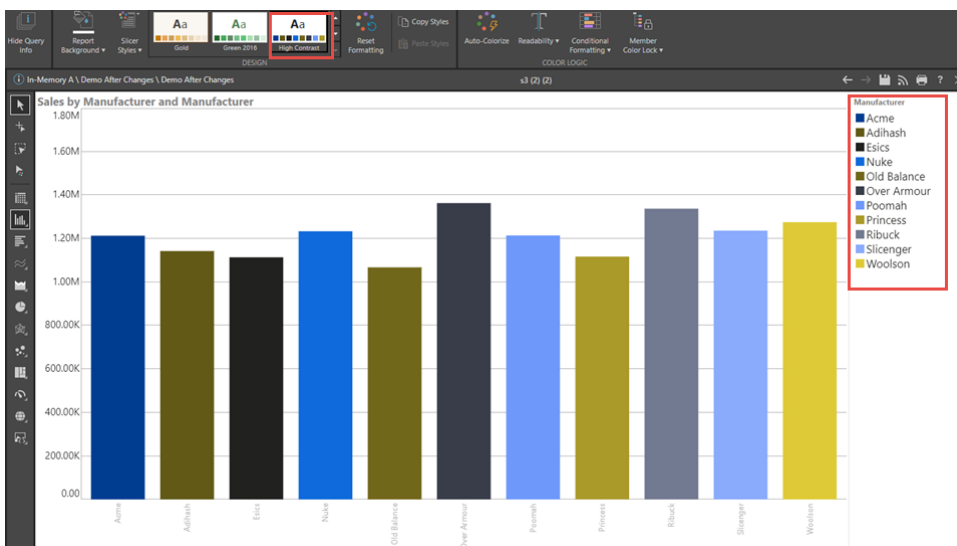 Hide Query Info
Report Background ▾
Slicer Styles ▾
Aa
Gold
Aa
Green 2016
Aa
High Contrast
Reset Formatting
Copy Styles
Paste Styles
Auto-Colorize
Readability ▾
Conditional Formatting ▾
Member Color Lock ▾
DESIGN
COLOR LOGIC
In-Memory A \ Demo After Changes \ Demo After Changes
s3 (2) (2)
?
Sales by Manufacturer and Manufacturer
1.80M
1.60M
1.40M
1.20M
1.00M
800.00K
600.00K
400.00K
200.00K
0.00
Acme
Adihash
Esics
Nuke
Old Balance
ver Armour
Poomah
Princess
Ribuck
Slicenger
Woolson
Manufacturer
Acme
Adihash
Esics
Nuke
Old Balance
Over Armour
Poomah
Princess
Ribuck
Slicenger
Woolson